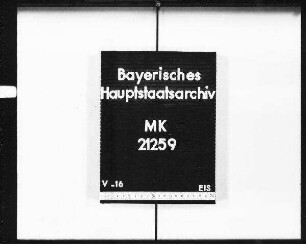 Bayerisches
Hauptstaatsarchiv
MK
21259
V -16 EIS